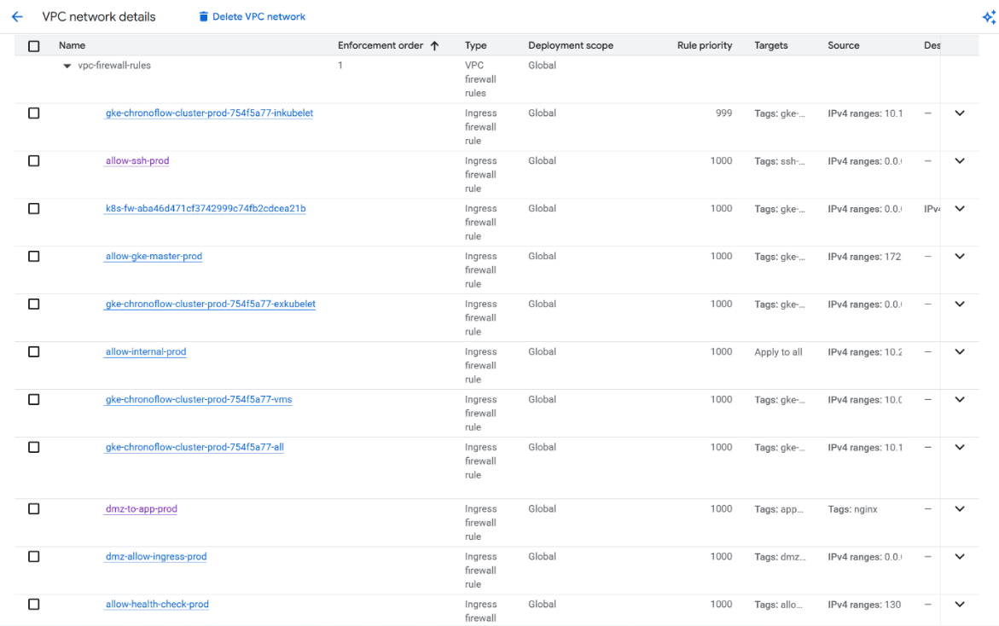 VPC network details Delete VPC network
Name Enforcement order Type Deployment scope Rule priority Targets Source Des
vpc-firewall-rules 1 VPC firewall rules Global
gke-chronoflow-cluster-prod-754f5a77-inkubelet Ingress firewall rule Global 999 Tags: gke-... IPv4 ranges: 10.1 —
allow-ssh-prod Ingress firewall rule Global 1000 Tags: ssh-... IPv4 ranges: 0.0.0 —
k8s-fw-aba46d471cf3742999c74fb2cdcea21b Ingress firewall rule Global 1000 Tags: gke-... IPv4 ranges: 0.0.0 IPv4
allow-gke-master-prod Ingress firewall rule Global 1000 Tags: gke-... IPv4 ranges: 172 —
gke-chronoflow-cluster-prod-754f5a77-exkubelet Ingress firewall rule Global 1000 Tags: gke-... IPv4 ranges: 0.0.0 —
allow-internal-prod Ingress firewall rule Global 1000 Apply to all IPv4 ranges: 10.2 —
gke-chronoflow-cluster-prod-754f5a77-vms Ingress firewall rule Global 1000 Tags: gke-... IPv4 ranges: 10.0 —
gke-chronoflow-cluster-prod-754f5a77-all Ingress firewall rule Global 1000 Tags: gke-... IPv4 ranges: 10.1 —
dmz-to-app-prod Ingress firewall rule Global 1000 Tags: app... Tags: nginx —
dmz-allow-ingress-prod Ingress firewall rule Global 1000 Tags: dmz... IPv4 ranges: 0.0.0 —
allow-health-check-prod Ingress firewall Global 1000 Tags: allo... IPv4 ranges: 130 —